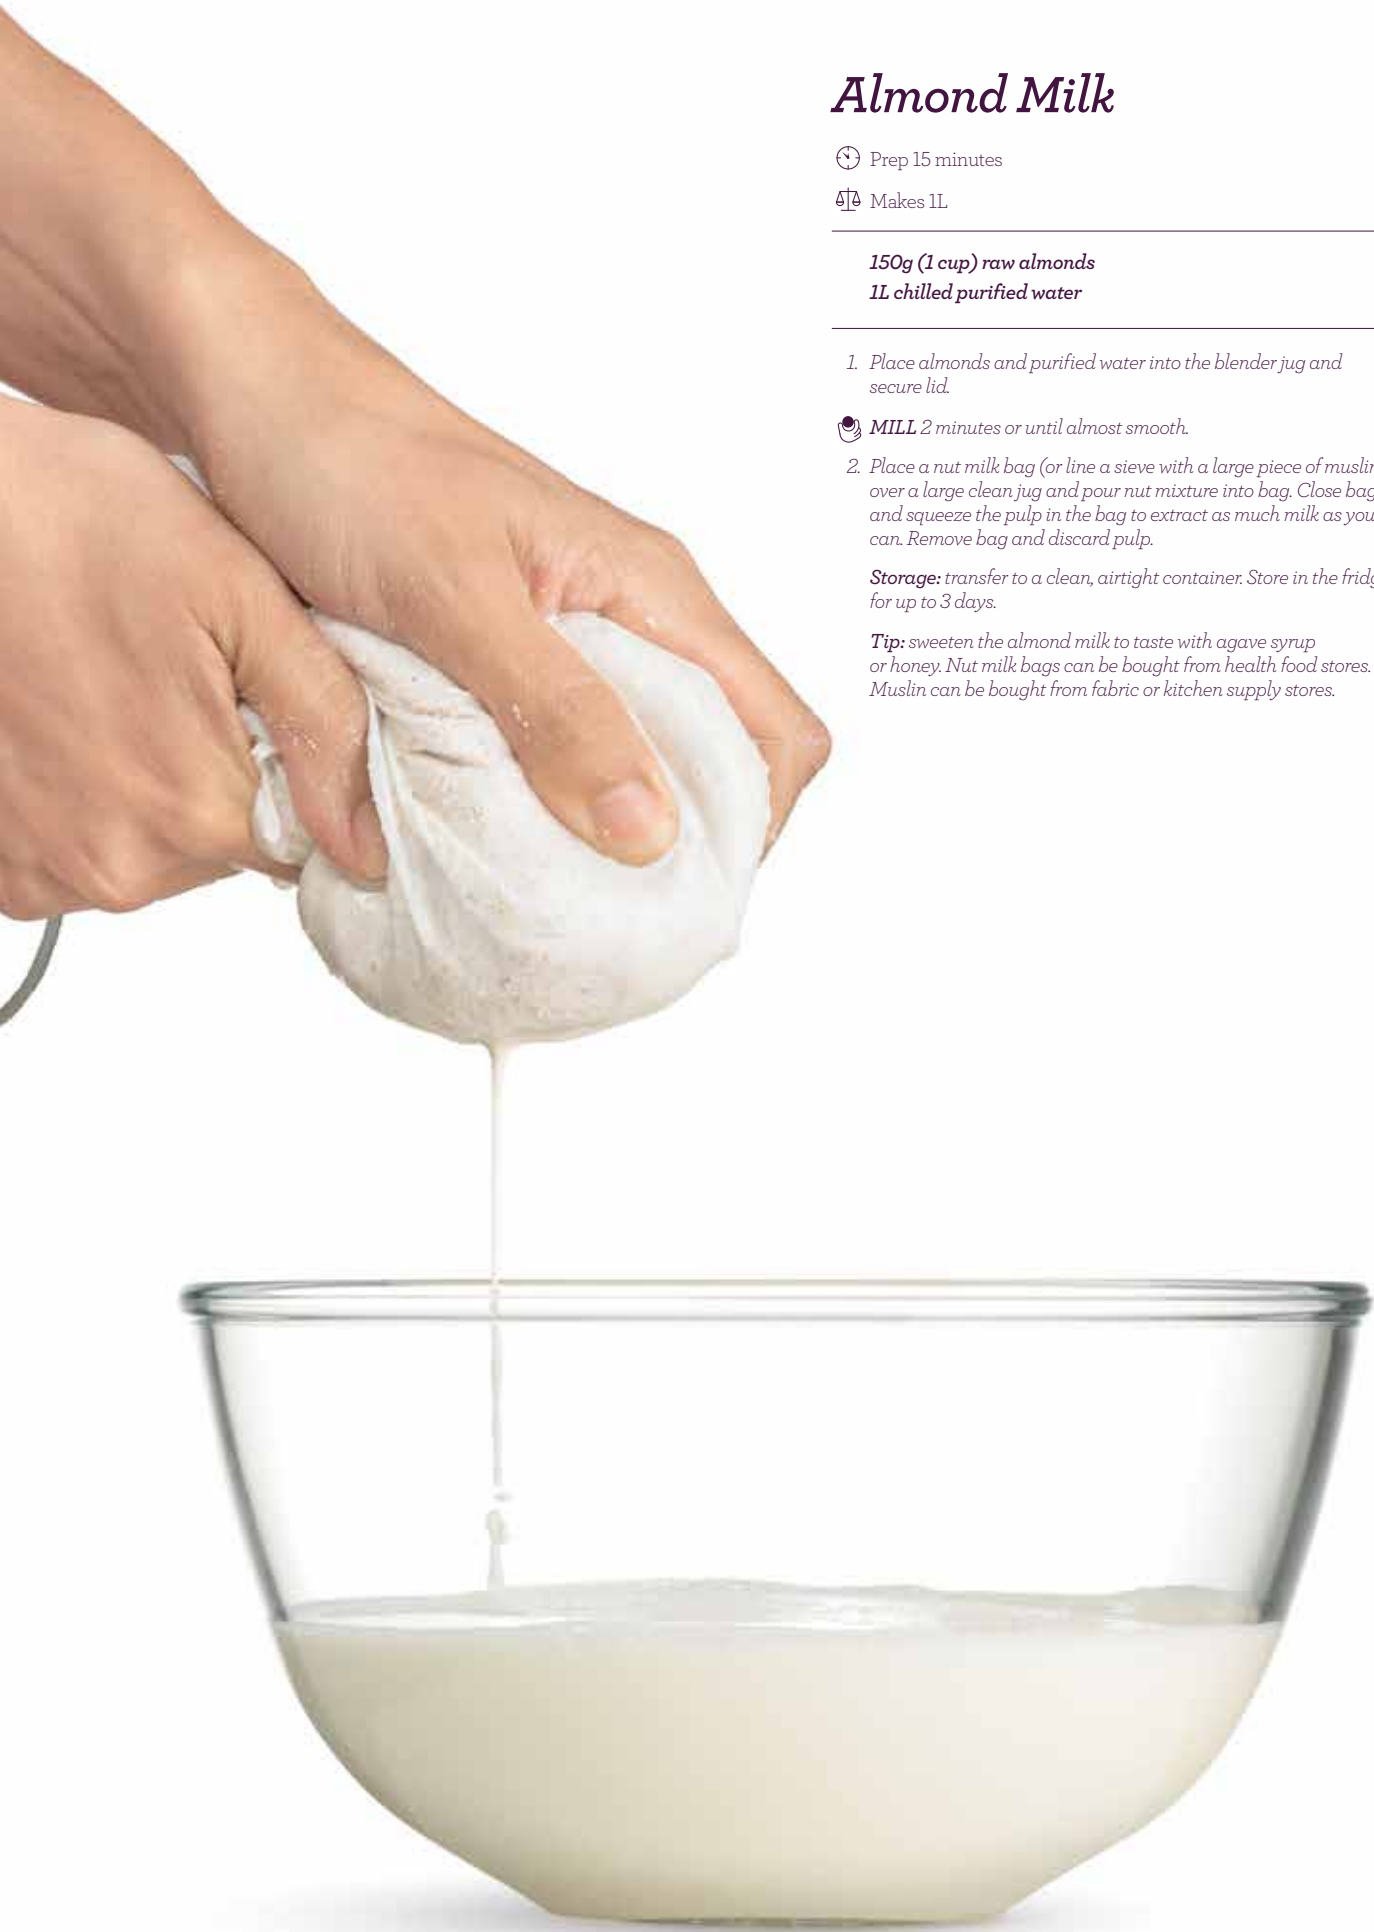 Almond Milk
Prep 15 minutes
Makes 1L
150g (1 cup) raw almonds
1L chilled purified water
1. Place almonds and purified water into the blender jug and
secure lid.
MILL 2 minutes or until almost smooth.
2. Place a nut milk bag (or line a sieve with a large piece of muslin
over a large clean jug and pour nut mixture into bag. Close bag
and squeeze the pulp in the bag to extract as much milk as you
can. Remove bag and discard pulp.
Storage: transfer to a clean, airtight container. Store in the
for up to 3 days.
Tip: sweeten the almond milk to taste with agave syrup
or honey. Nut milk bags can be bought from health food stores.
Muslin can be bought from fabric or kitchen supply stores.